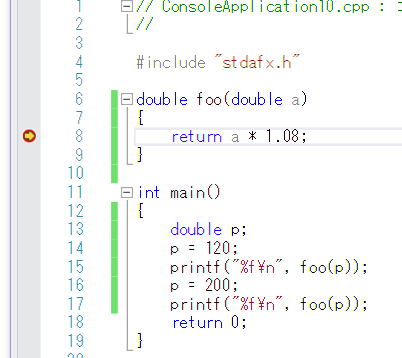 1 // ConsoleApplication10.cpp :
2 //
3
4 #include "stdafx.h"
5
6 double foo(double a)
7 {
8 return a * 1.08;
9 }
10
11 int main()
12 {
13 double p;
14 p = 120;
15 printf("%f¥n", foo(p));
16 p = 200;
17 printf("%f¥n", foo(p));
18 return 0;
19 }